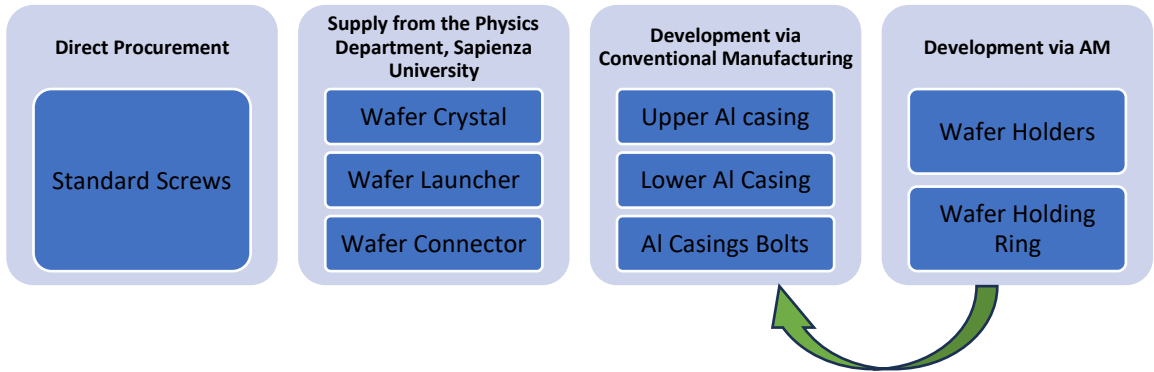 Direct Procurement
Standard Screws
Supply from the Physics
Department, Sapienza
University
Wafer Crystal
Wafer Launcher
Wafer Connector
Development via
Conventional Manufacturing
Upper Al casing
Lower Al Casing
Al Casings Bolts
Development via AM
Wafer Holders
Wafer Holding
Ring